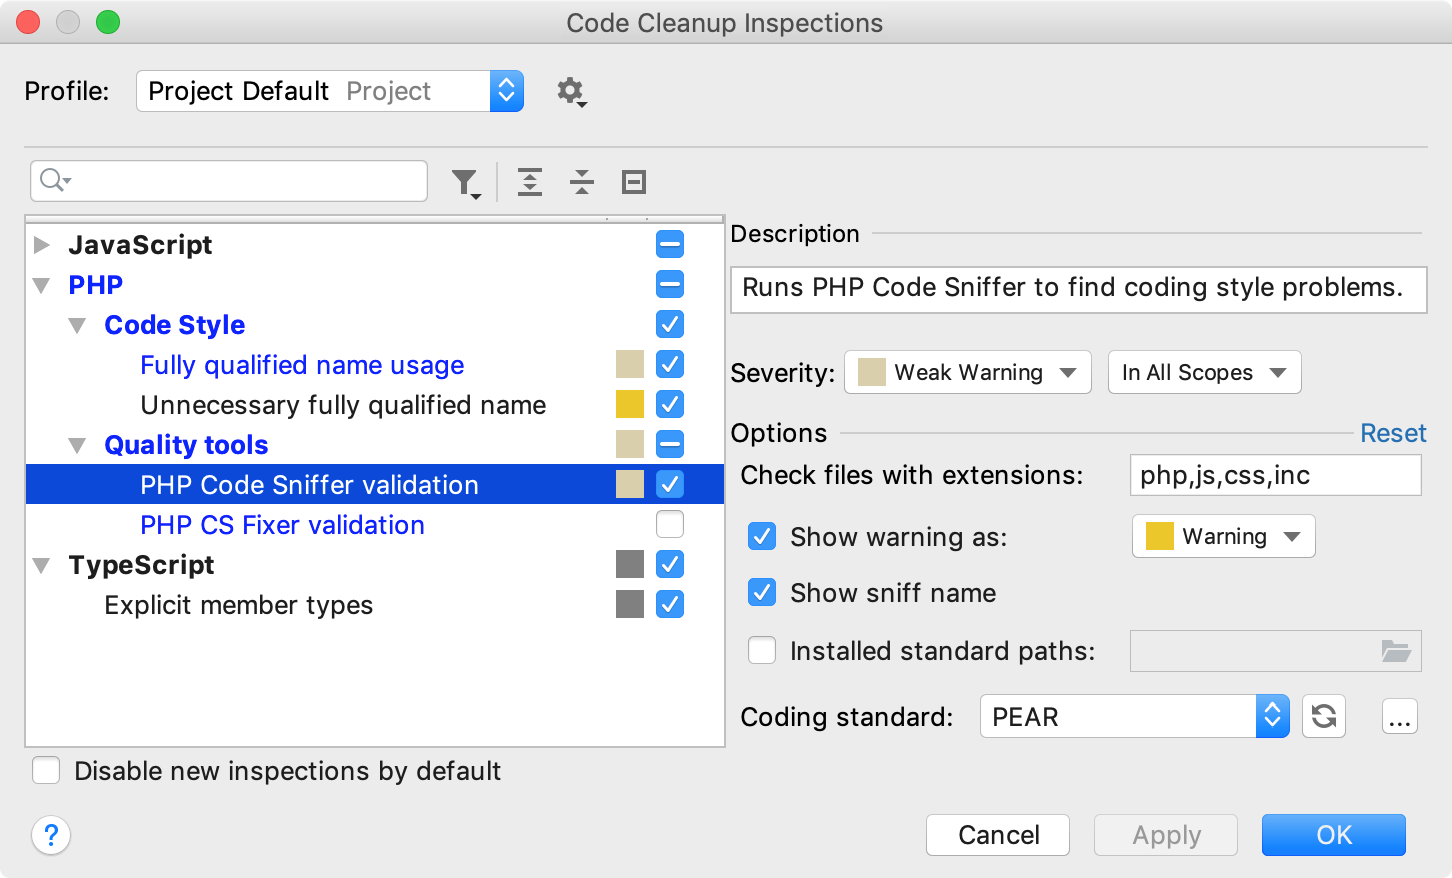 Code Cleanup Inspections
Profile: Project Default Project
JavaScript
PHP
Code Style
Fully qualified name usage
Unnecessary fully qualified name
Quality tools
PHP Code Sniffer validation
PHP CS Fixer validation
TypeScript
Explicit member types
Disable new inspections by default
Description
Runs PHP Code Sniffer to find coding style problems.
Severity: Weak Warning In All Scopes
Options Reset
Check files with extensions: php,js,css,inc
Show warning as: Warning
Show sniff name
Installed standard paths:
Coding standard: PEAR ...
? Cancel Apply OK